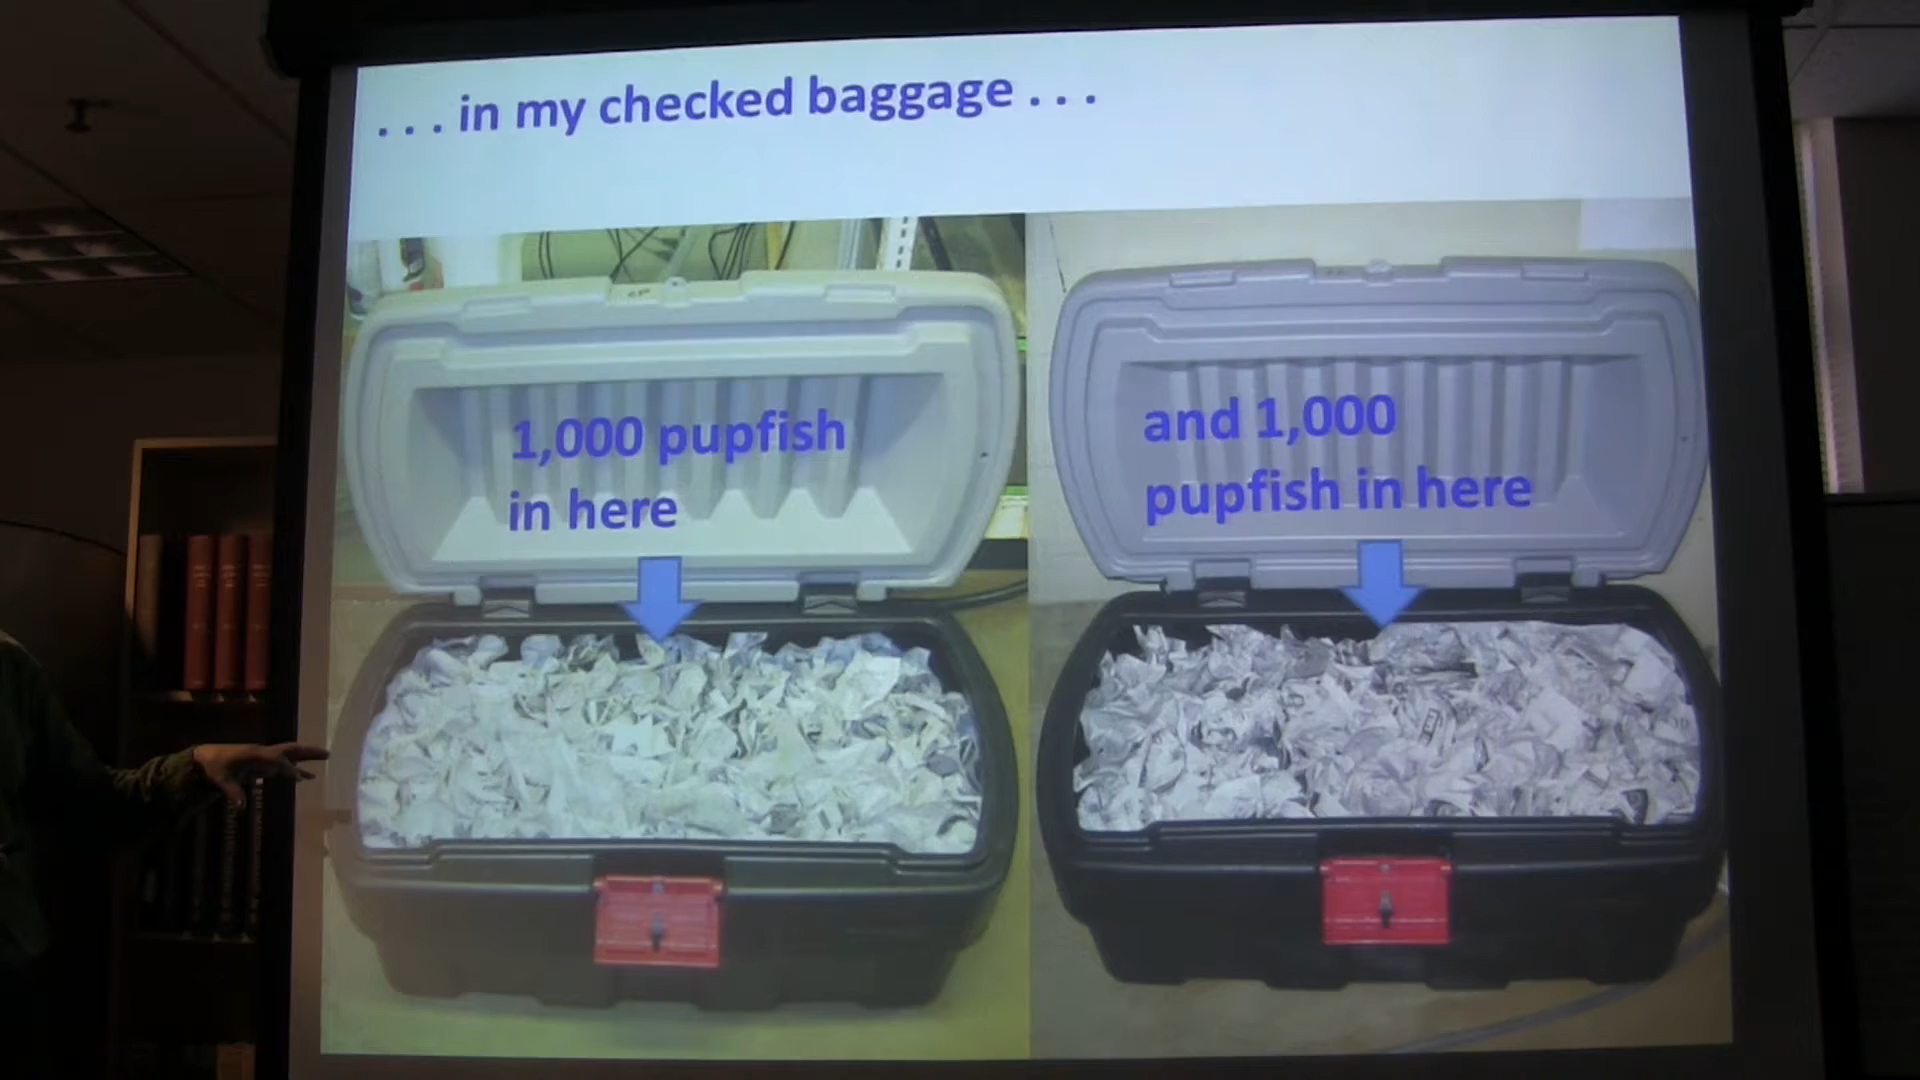 . . . in my checked baggage . . .
1,000 pupfish
in here
and 1,000
pupfish in here